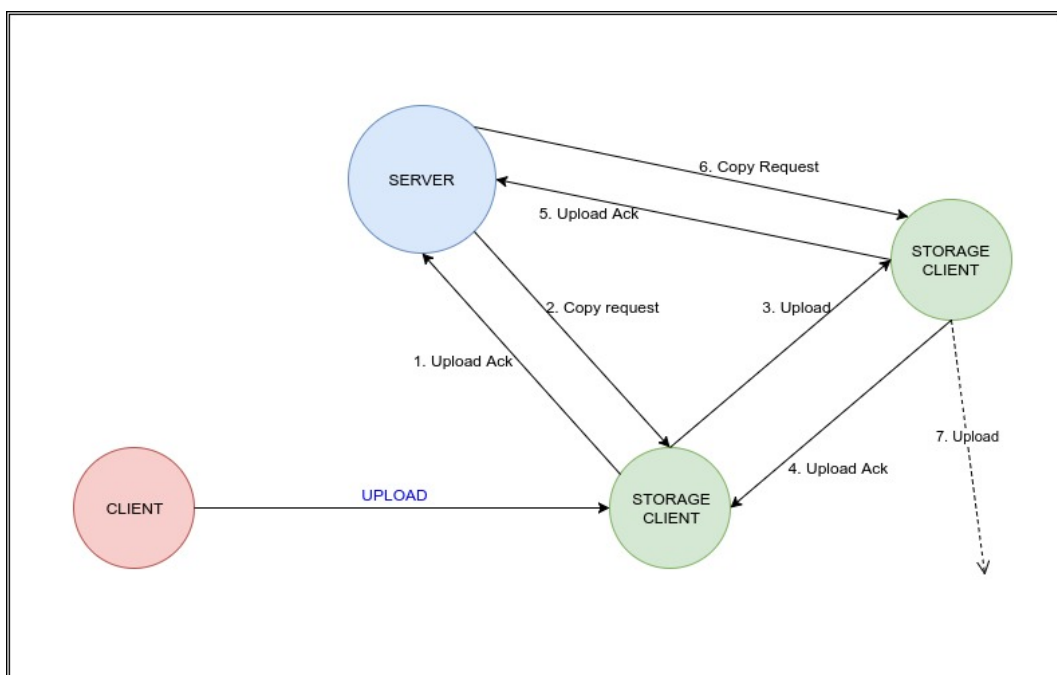 SERVER
6. Copy Request
5. Upload Ack
STORAGE
CLIENT
2. Copy request
3. Upload
1. Upload Ack
7. Upload
4. Upload Ack
UPLOAD
CLIENT
STORAGE
CLIENT